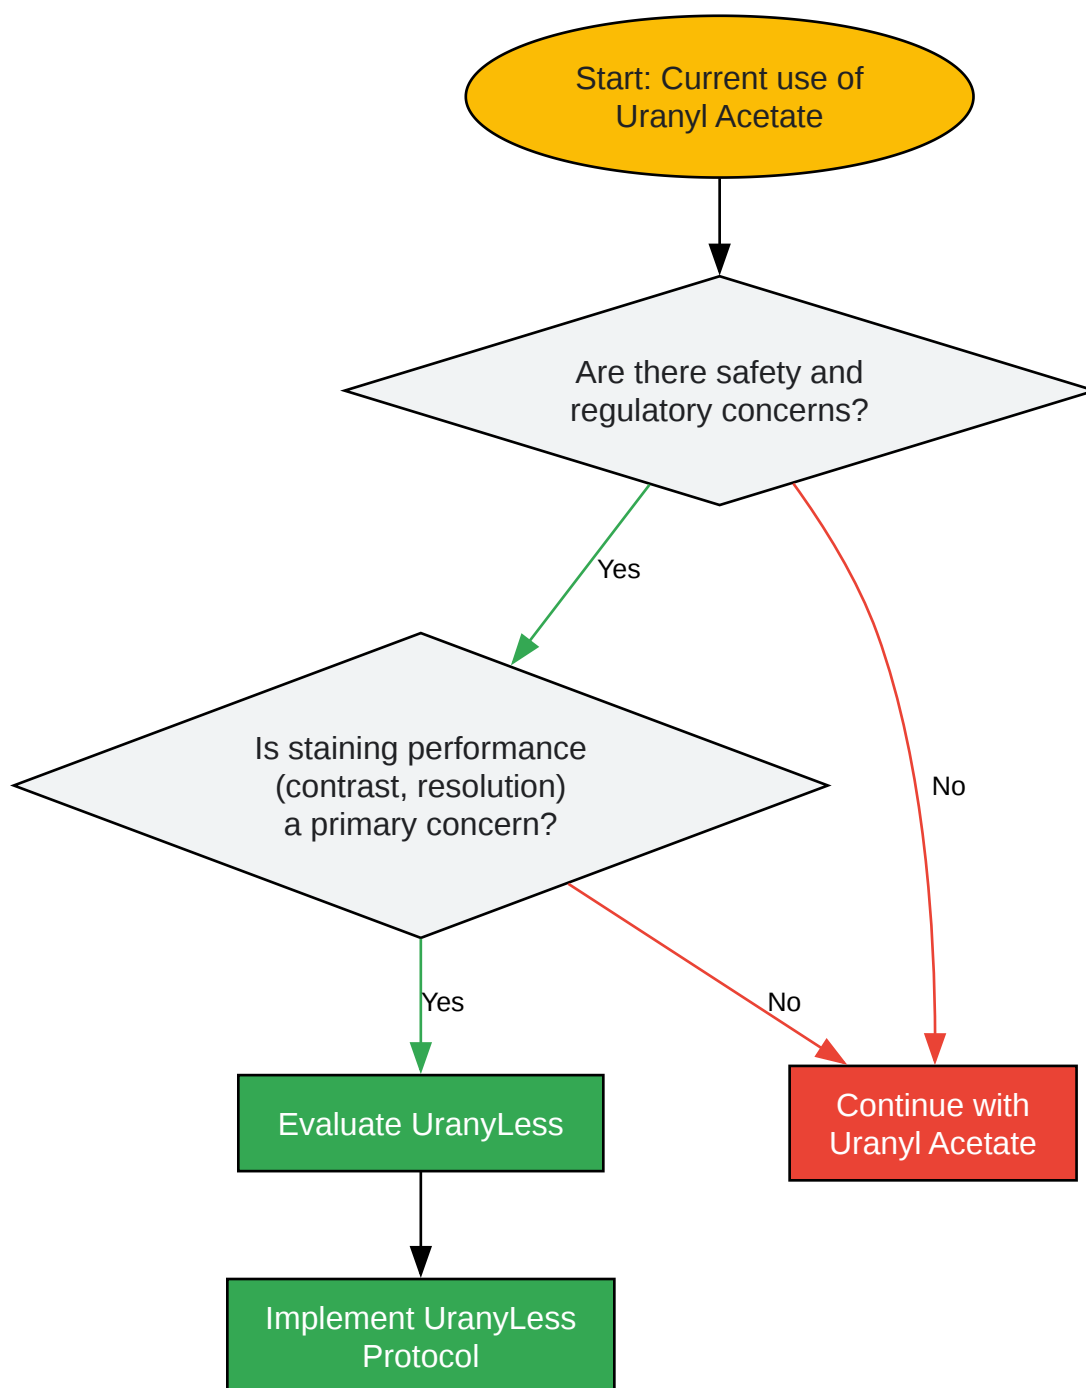 Start: Current use of
Uranyl Acetate
Are there safety and
regulatory concerns?
Yes
Is staining performance
(contrast, resolution)
a primary concern?
No
Yes
No
Evaluate UranyLess
Continue with
Uranyl Acetate
Implement UranyLess
Protocol